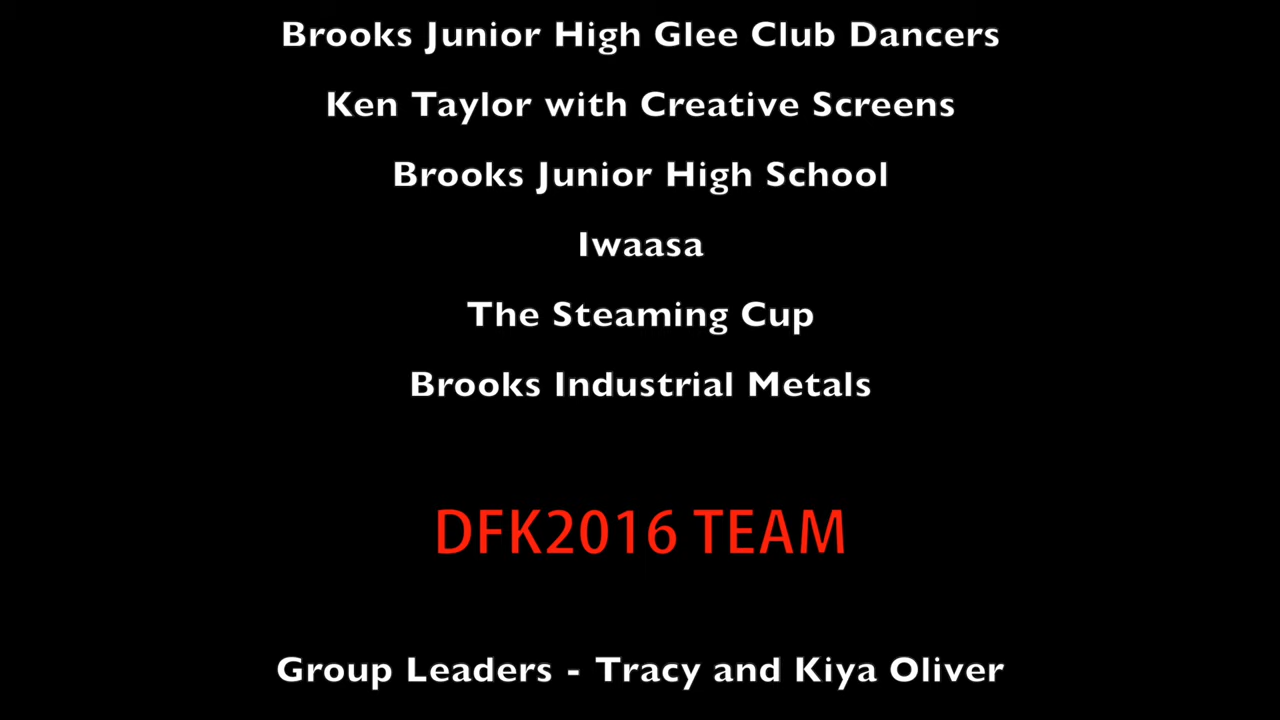 Brooks Junior High Glee Club Dancers
Ken Taylor with Creative Screens
Brooks Junior High School
Iwaasa
The Steaming Cup
Brooks Industrial Metals
DFK2016 TEAM
Group Leaders - Tracy and Kiya Oliver